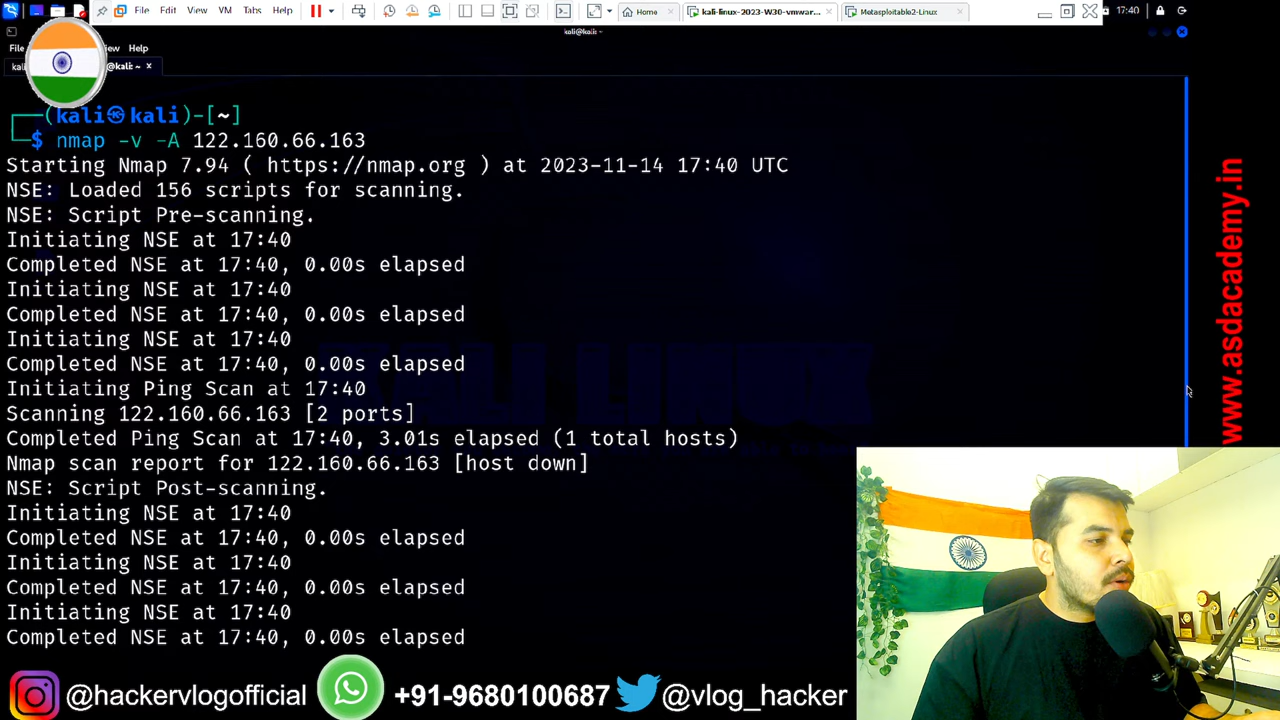 File Edit View VM Tabs Help
Home
kali-linux-2023-W30-vmwar...
Metasploitable2-Linux
17:40
kali@kali: ~
File
Help
@kali: ~
(kali㉿kali)-[~]
$ nmap -v -A 122.160.66.163
Starting Nmap 7.94 ( https://nmap.org ) at 2023-11-14 17:40 UTC
NSE: Loaded 156 scripts for scanning.
NSE: Script Pre-scanning.
Initiating NSE at 17:40
Completed NSE at 17:40, 0.00s elapsed
Initiating NSE at 17:40
Completed NSE at 17:40, 0.00s elapsed
Initiating NSE at 17:40
Completed NSE at 17:40, 0.00s elapsed
Initiating Ping Scan at 17:40
Scanning 122.160.66.163 [2 ports]
Completed Ping Scan at 17:40, 3.01s elapsed (1 total hosts)
Nmap scan report for 122.160.66.163 [host down]
NSE: Script Post-scanning.
Initiating NSE at 17:40
Completed NSE at 17:40, 0.00s elapsed
Initiating NSE at 17:40
Completed NSE at 17:40, 0.00s elapsed
Initiating NSE at 17:40
Completed NSE at 17:40, 0.00s elapsed
KALI LINUX
www.asdacademy.in
@hackervlogofficial
+91-9680100687
@vlog_hacker